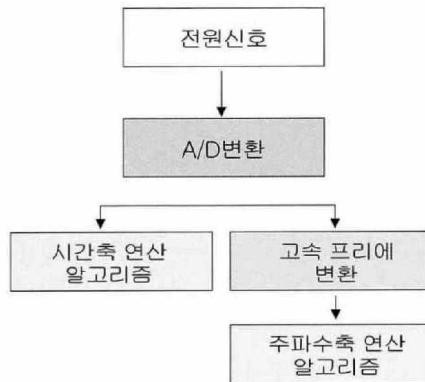 전원신호
A/D변환
시간축 연산
알고리즘
고속 프리에
변환
주파수축 연산
알고리즘